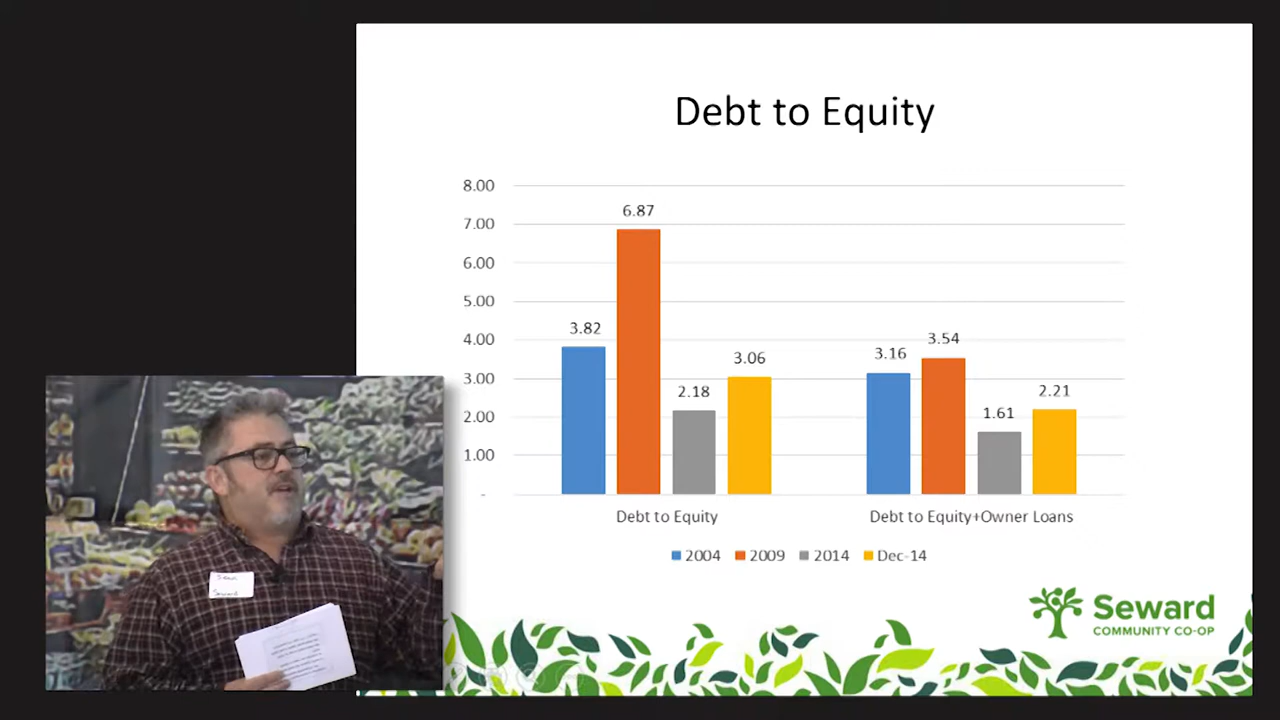 Debt to Equity
8.00
7.00
6.00
5.00
4.00
3.00
2.00
1.00
-
3.82
6.87
2.18
3.06
3.16
3.54
1.61
2.21
Debt to Equity
Debt to Equity+Owner Loans
2004
2009
2014
Dec-14
Seward
COMMUNITY CO-OP
Seward